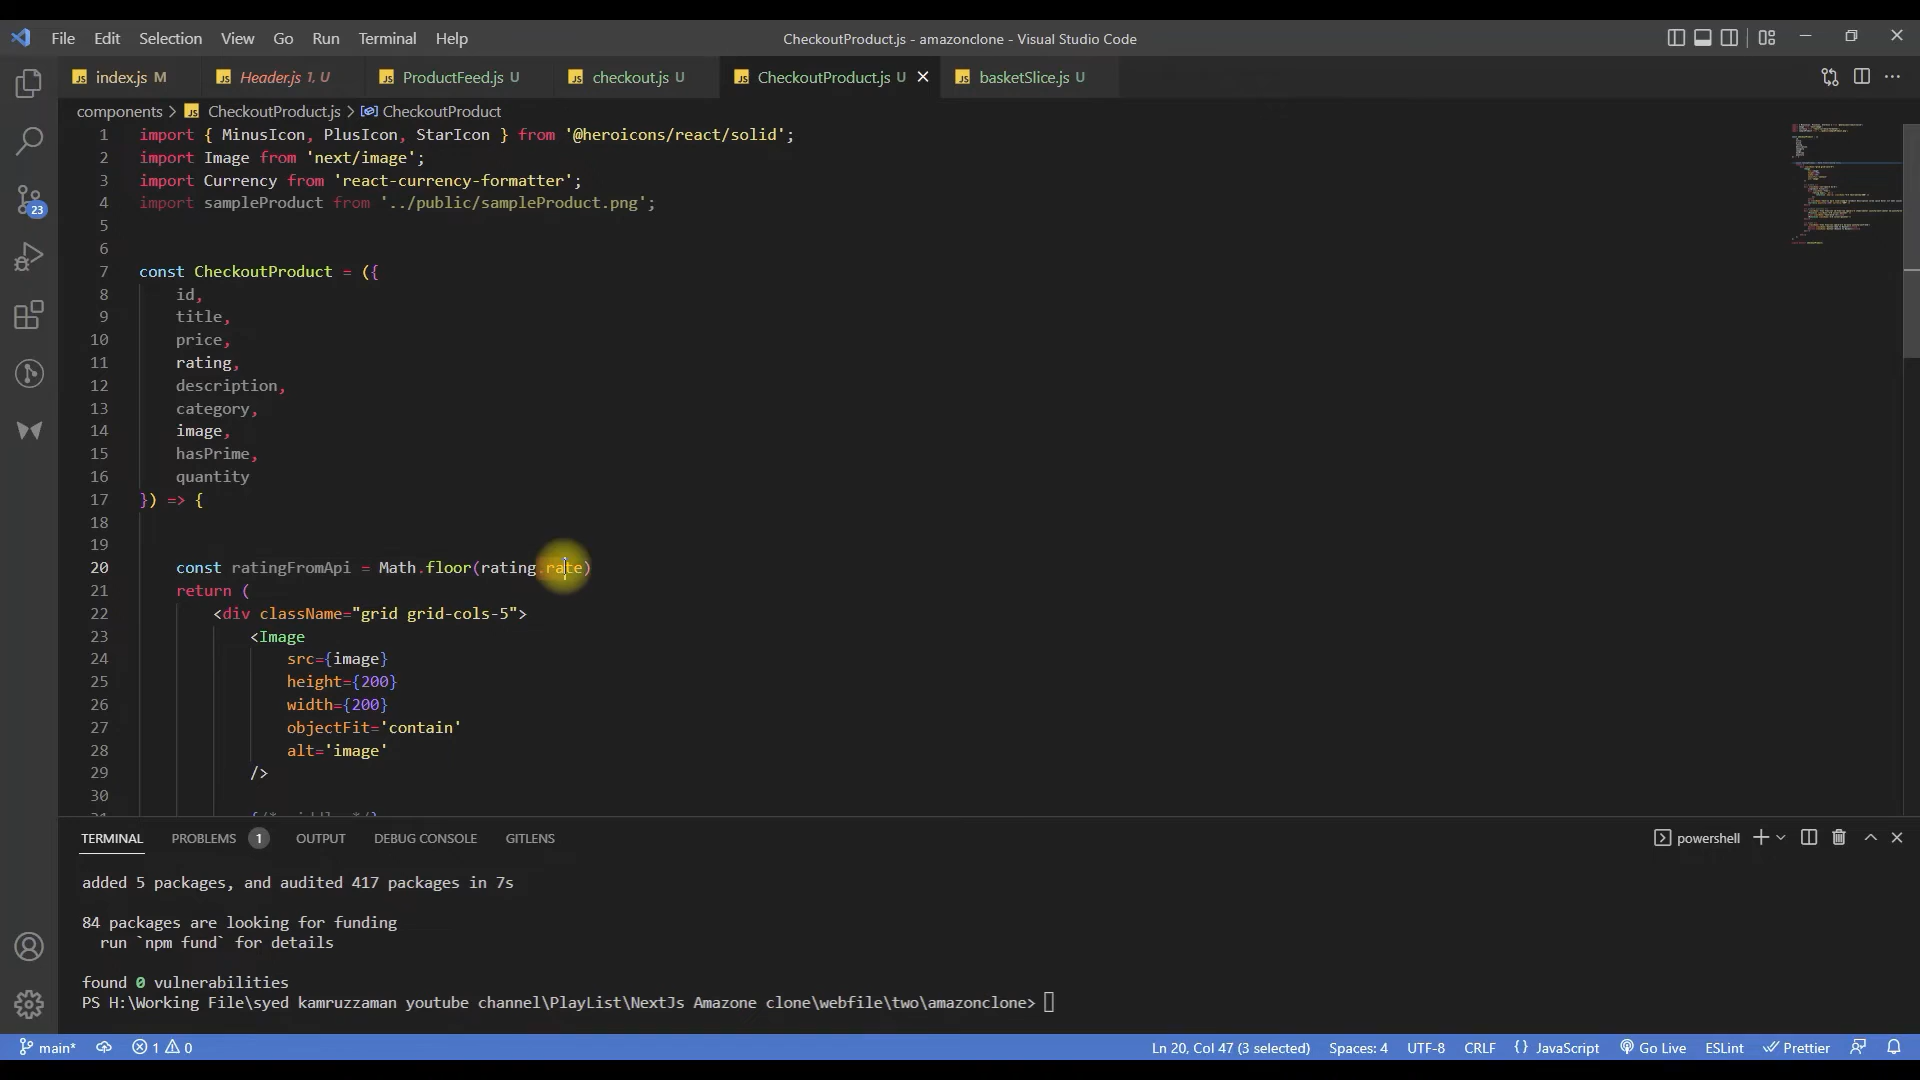 File Edit Selection View Go Run Terminal Help CheckoutProduct.js - amazonclone - Visual Studio Code
JS index.js M JS Header.js 1, U JS ProductFeed.js U JS checkout.js U JS CheckoutProduct.js U JS basketSlice.js U
components > JS CheckoutProduct.js > CheckoutProduct
1 import { MinusIcon, PlusIcon, StarIcon } from '@heroicons/react/solid';
2 import Image from 'next/image';
3 import Currency from 'react-currency-formatter';
4 import sampleProduct from '../public/sampleProduct.png';
5
6
7 const CheckoutProduct = ({
8 id,
9 title,
10 price,
11 rating,
12 description,
13 category,
14 image,
15 hasPrime,
16 quantity
17 }) => {
18
19
20 const ratingFromApi = Math.floor(rating.rate)
21 return (
22 <div className="grid grid-cols-5">
23 <Image
24 src={image}
25 height={200}
26 width={200}
27 objectFit='contain'
28 alt='image'
29 />
30
23
TERMINAL PROBLEMS 1 OUTPUT DEBUG CONSOLE GITLENS powershell
added 5 packages, and audited 417 packages in 7s
84 packages are looking for funding
run `npm fund` for details
found 0 vulnerabilities
PS H:\Working File\syed kamruzzaman youtube channel\PlayList\NextJs Amazone clone\webfile\two\amazonclone>
main* 1 0 Ln 20, Col 47 (3 selected) Spaces: 4 UTF-8 CRLF {} JavaScript Go Live ESLint Prettier